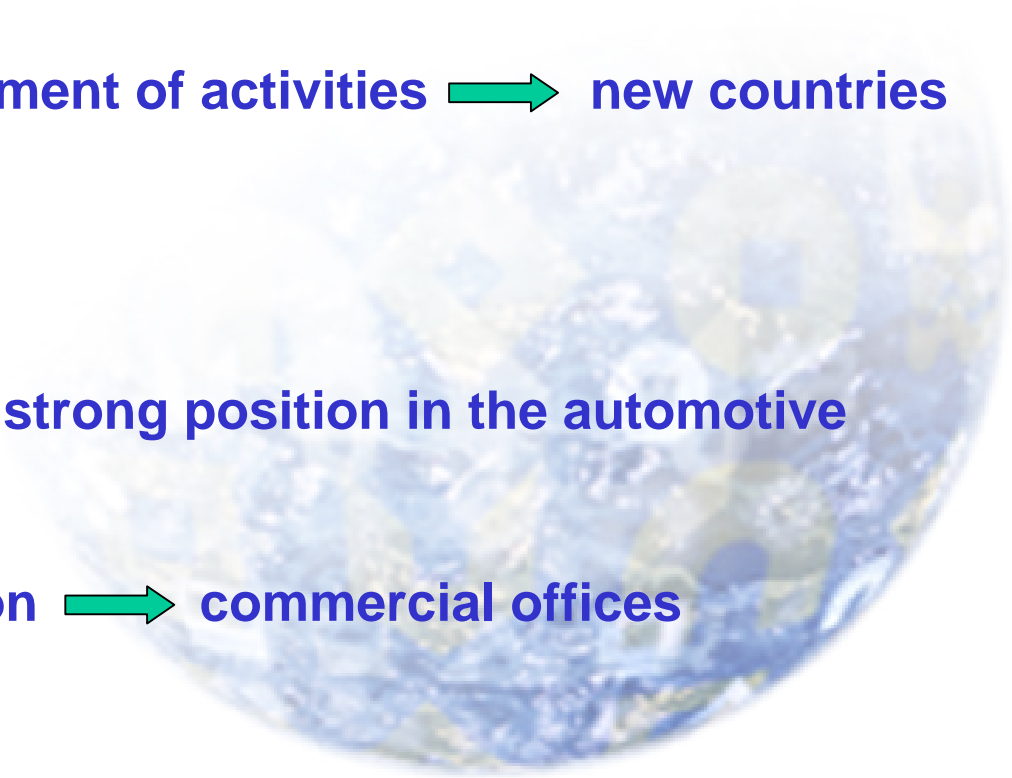 ment of activities new countries
strong position in the automotive
on commercial offices